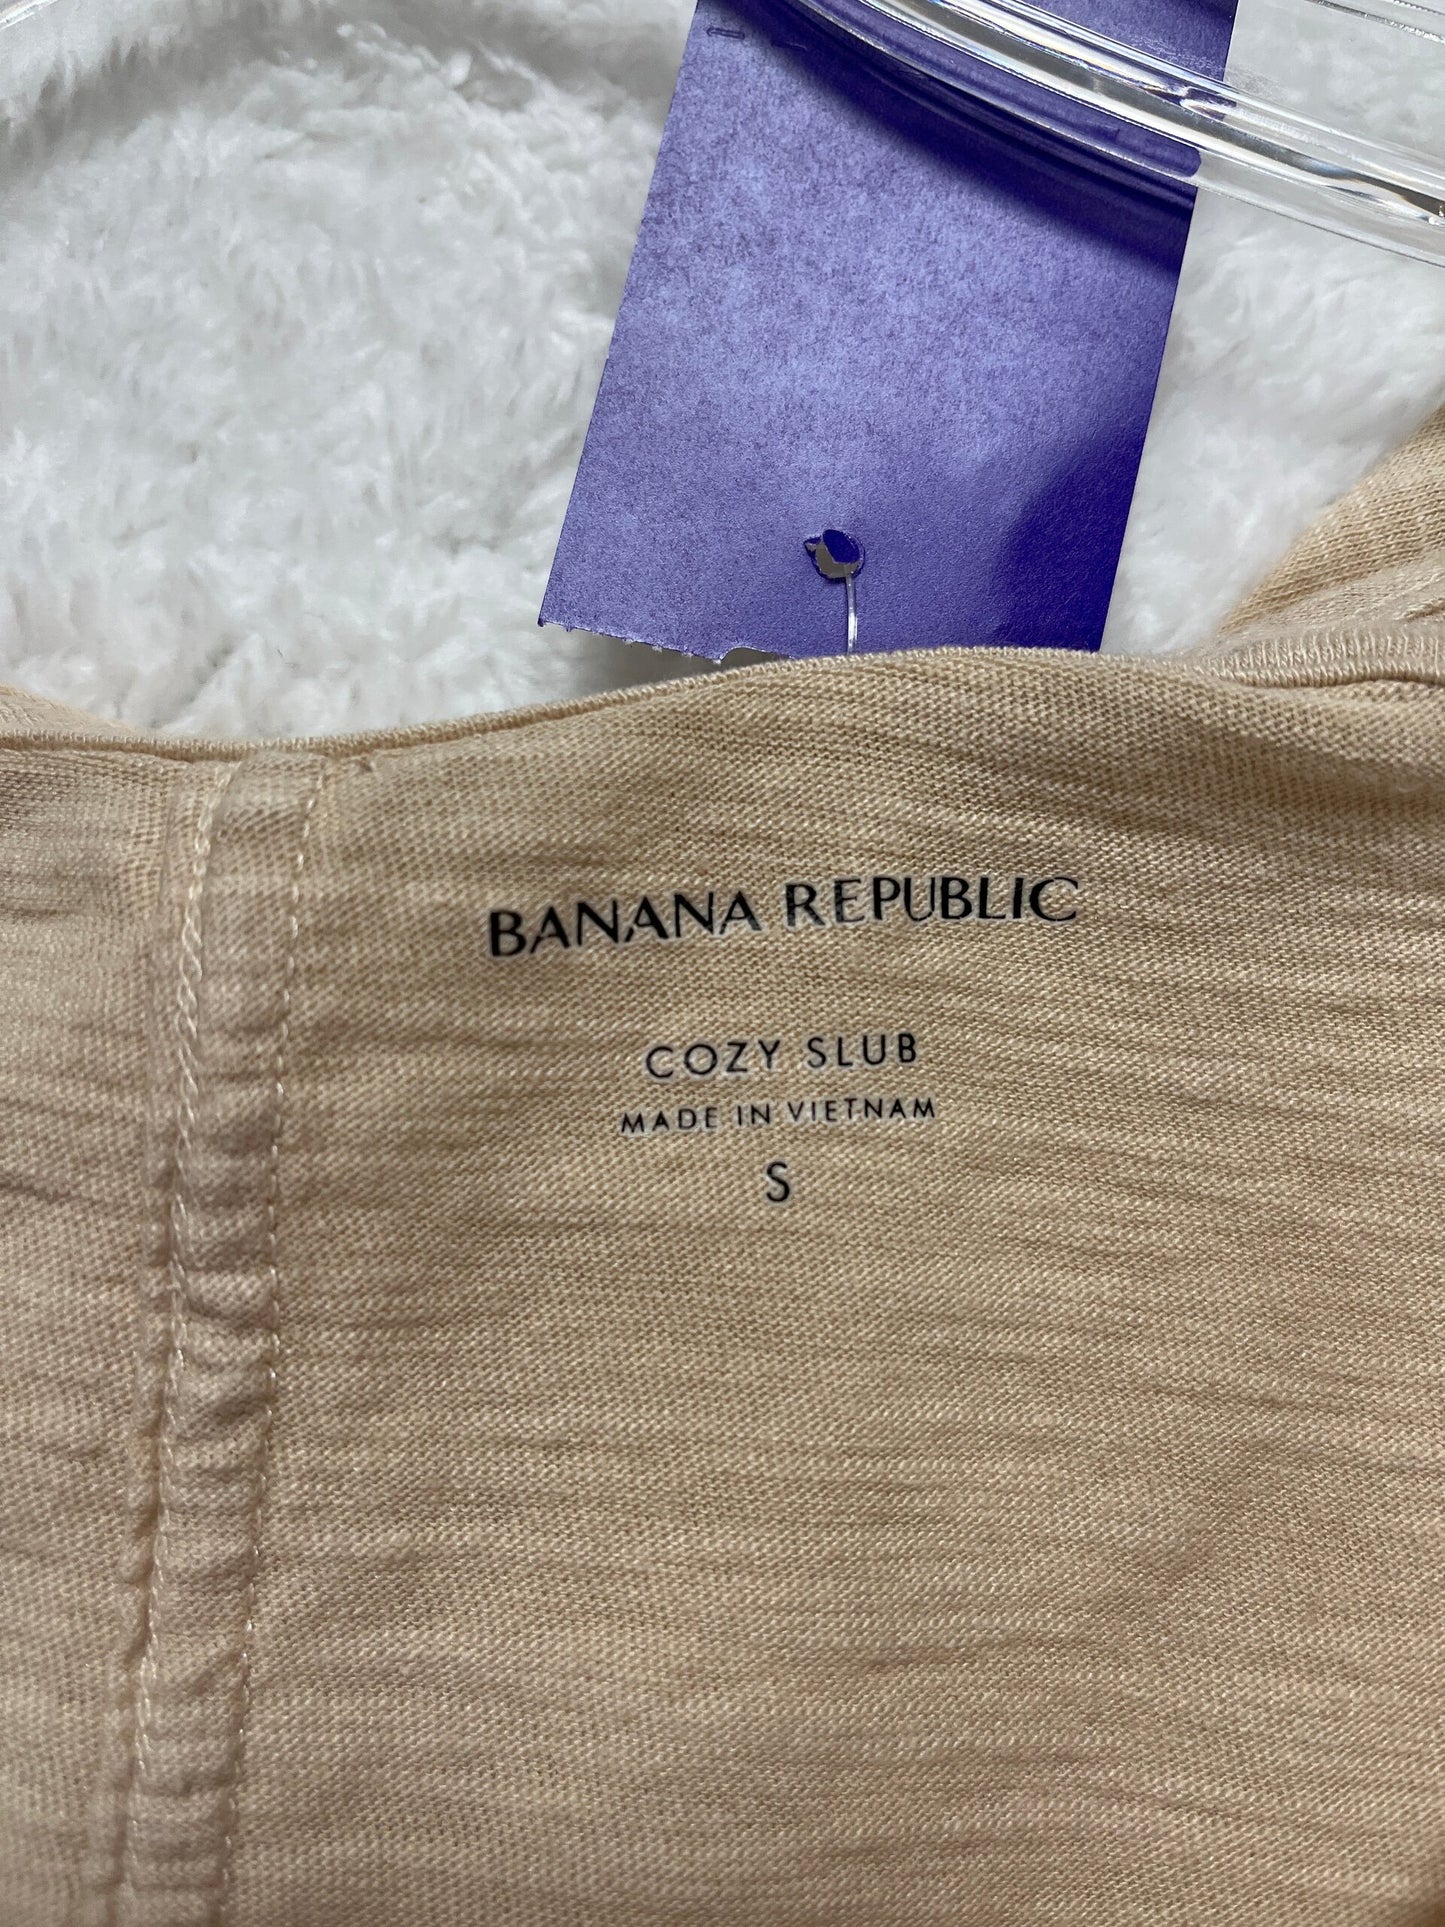 BANANA REPUBLIC
COZY SLUB
MADE IN VIETNAM
S